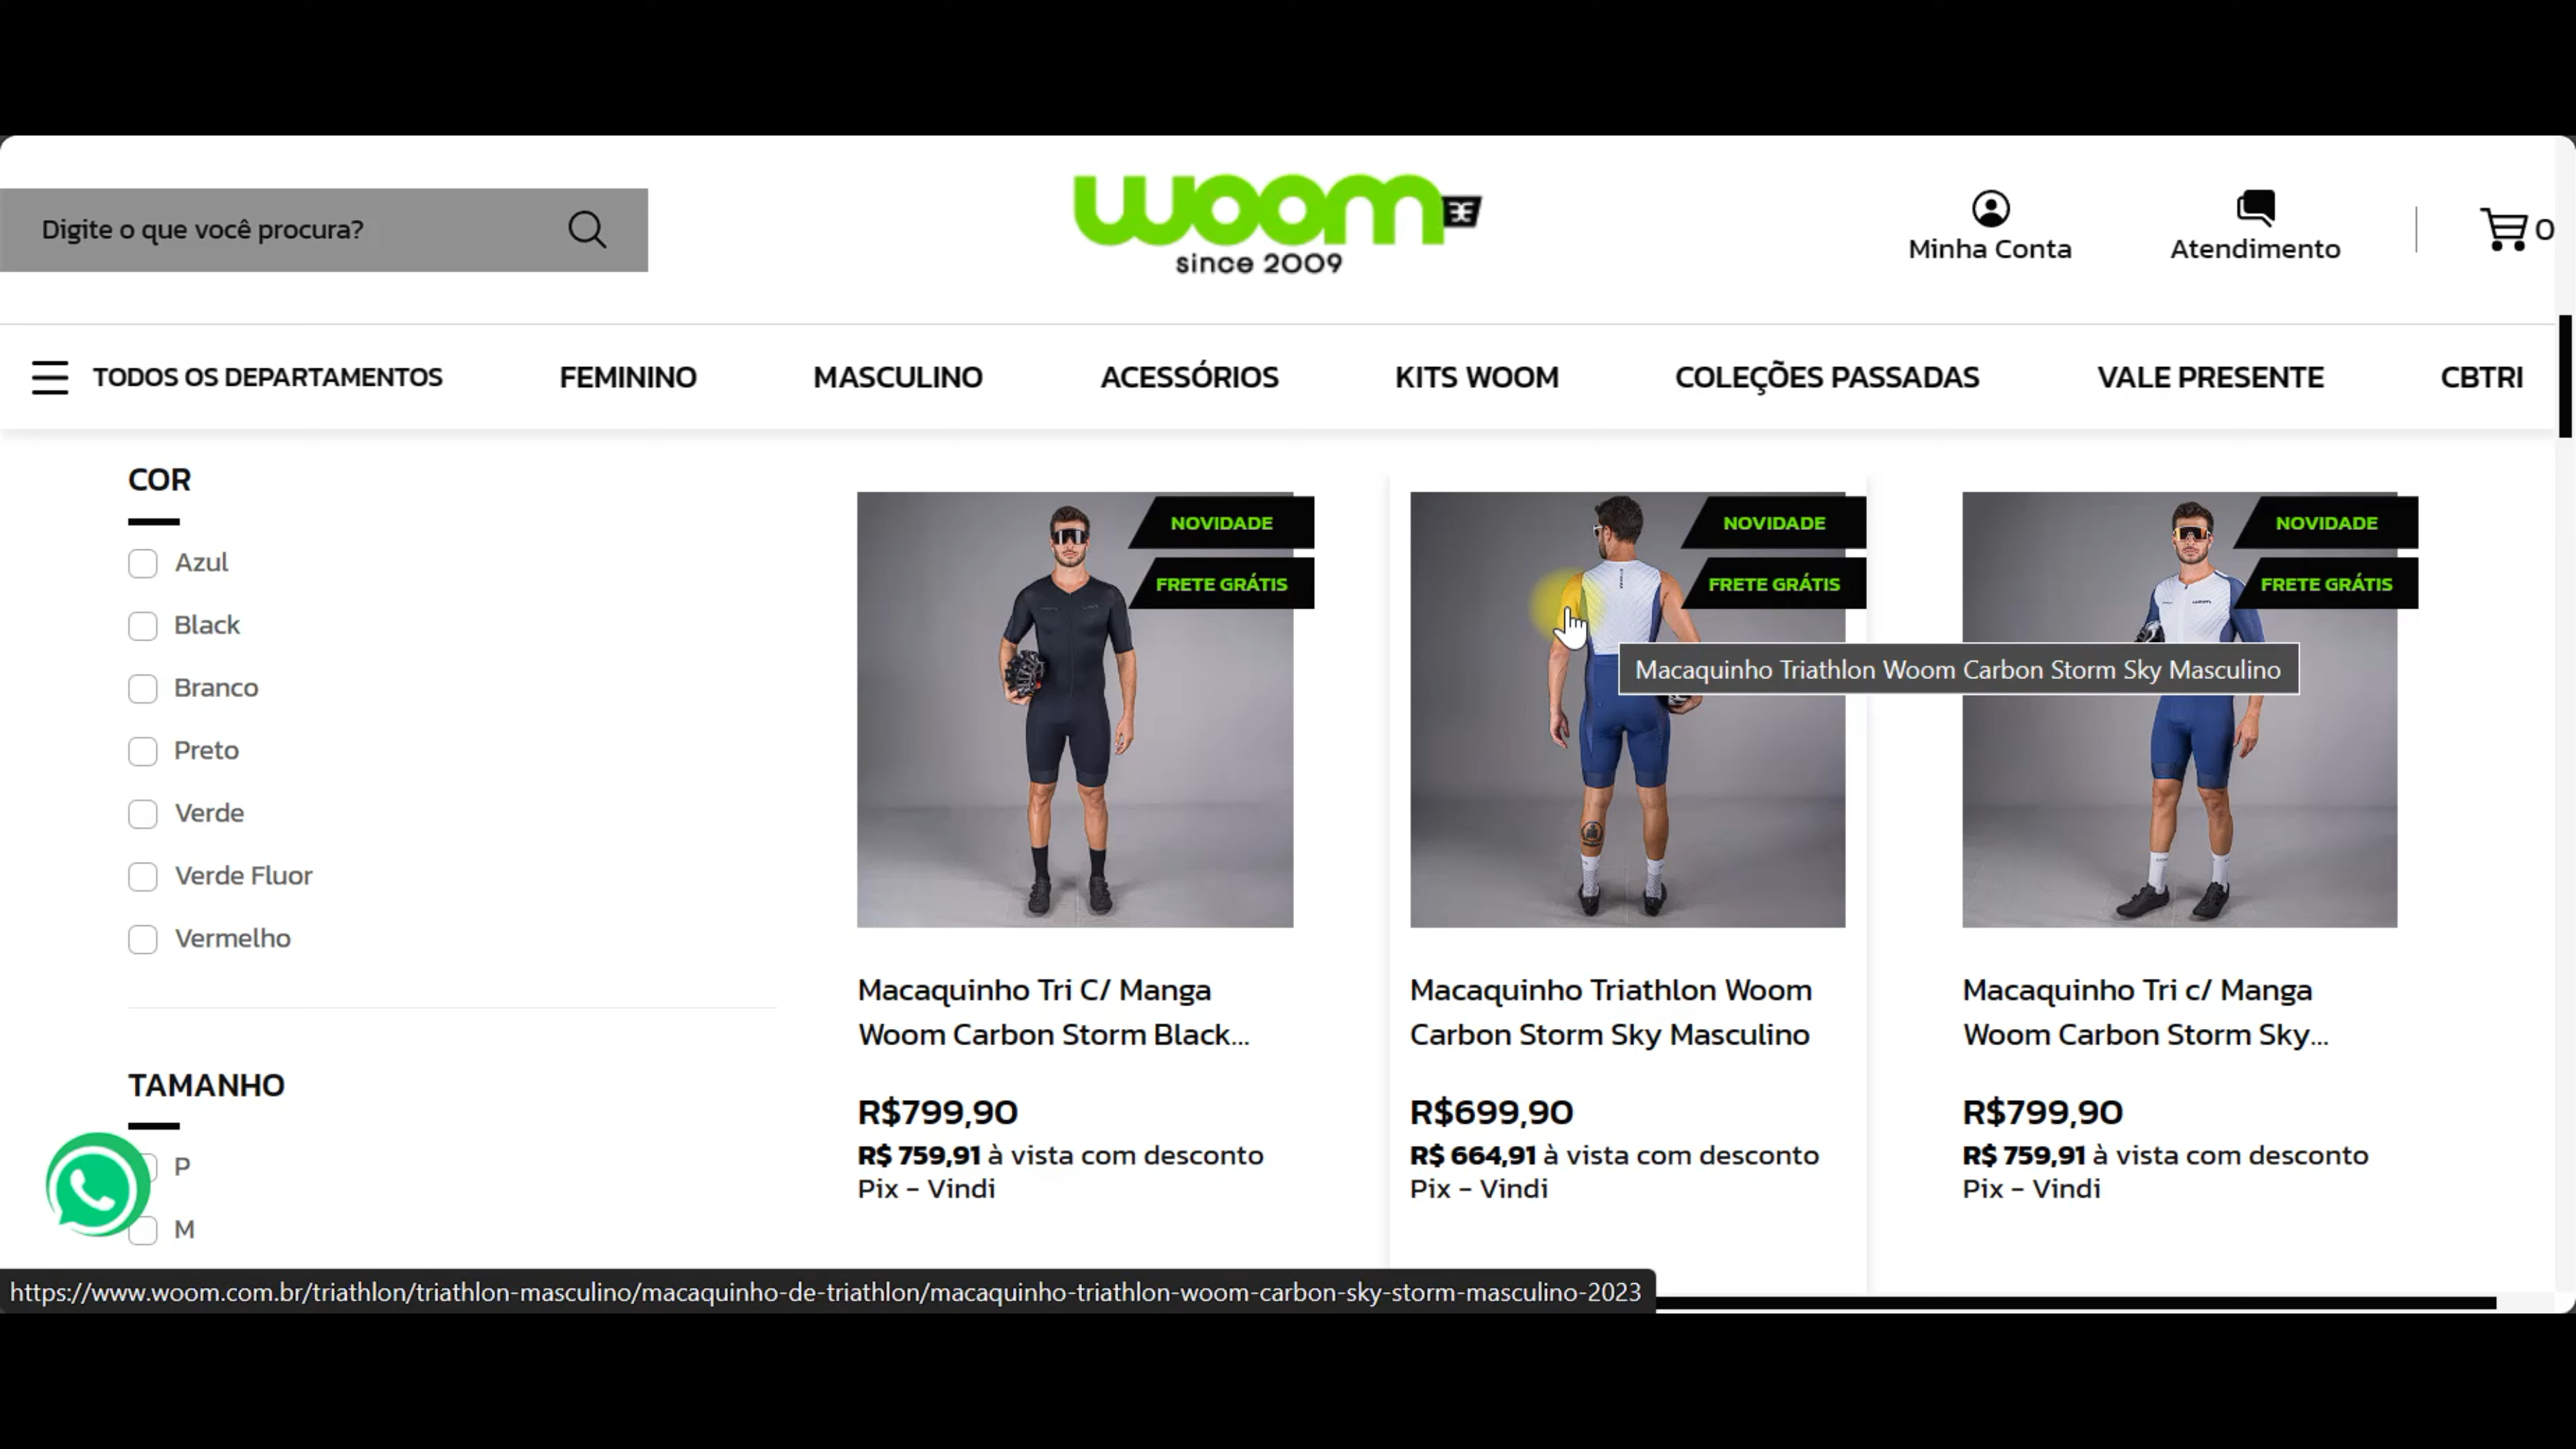 Digite o que você procura?
woom
since 2009
Minha Conta
Atendimento
0
TODOS OS DEPARTAMENTOS
FEMININO
MASCULINO
ACESSÓRIOS
KITS WOOM
COLEÇÕES PASSADAS
VALE PRESENTE
CBTRI
COR
Azul
Black
Branco
Preto
Verde
Verde Fluor
Vermelho
TAMANHO
P
M
NOVIDADE
FRETE GRÁTIS
Macaquinho Tri C/ Manga
Woom Carbon Storm Black...
R$799,90
R$ 759,91 à vista com desconto
Pix - Vindi
NOVIDADE
FRETE GRÁTIS
Macaquinho Triathlon Woom Carbon Storm Sky Masculino
Macaquinho Triathlon Woom
Carbon Storm Sky Masculino
R$699,90
R$ 664,91 à vista com desconto
Pix - Vindi
NOVIDADE
FRETE GRÁTIS
Macaquinho Tri c/ Manga
Woom Carbon Storm Sky...
R$799,90
R$ 759,91 à vista com desconto
Pix - Vindi
https://www.woom.com.br/triathlon/triathlon-masculino/macaquinho-de-triathlon/macaquinho-triathlon-woom-carbon-sky-storm-masculino-2023